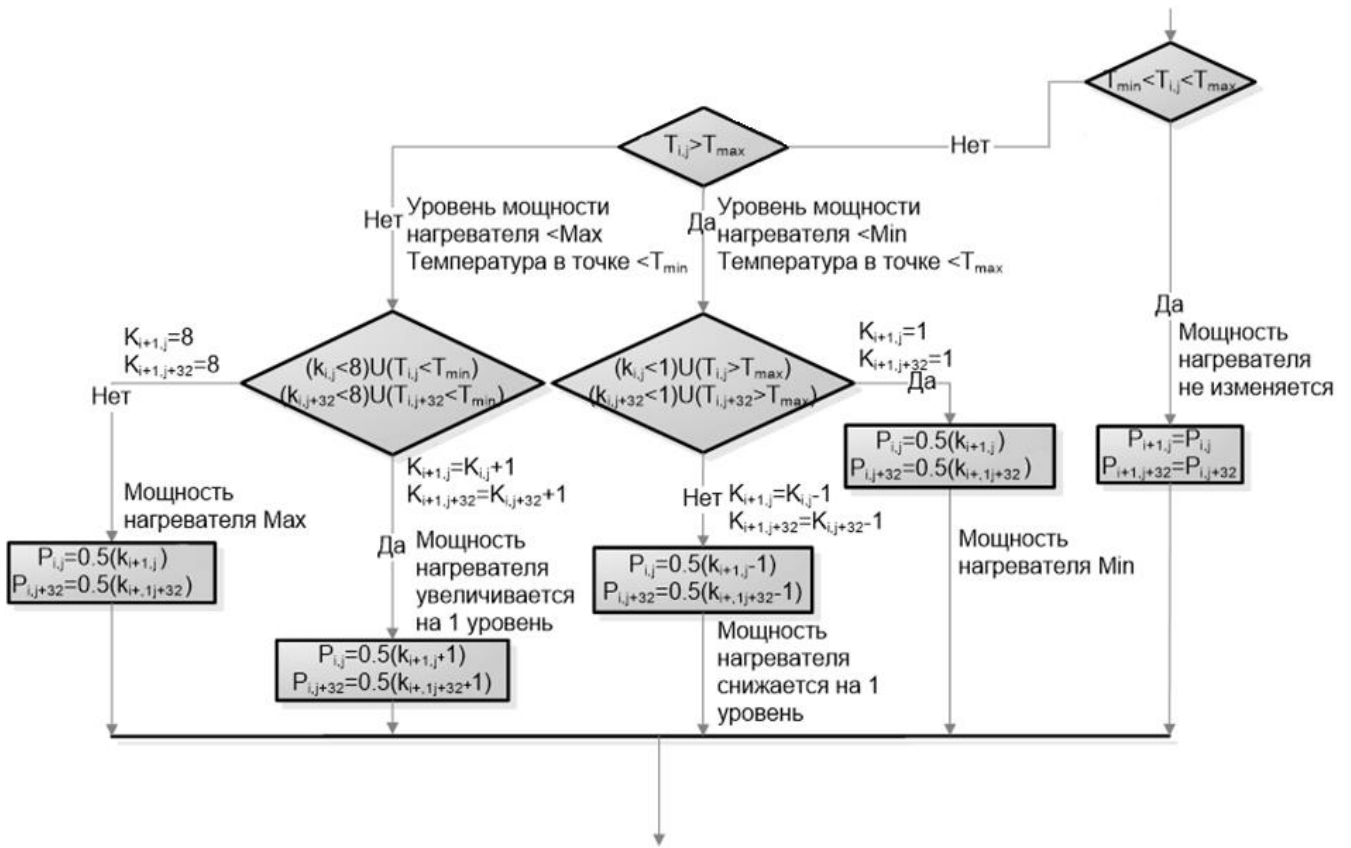 Tmin<Ti,j<Tmax
Ti,j>Tmax
Нет
Нет
Уровень мощности
нагревателя <Max
Температура в точке <Tmin
Да
Уровень мощности
нагревателя <Min
Температура в точке <Tmax
Да
Мощность
нагревателя
не изменяется
Ki+1,j=8
Ki+1,j+32=8
Нет
(ki,j<8)U(Ti,j<Tmin)
(ki,j+32<8)U(Ti,j+32<Tmin)
(ki,j<1)U(Ti,j>Tmax)
(ki,j+32<1)U(Ti,j+32>Tmax)
Ki+1,j=1
Ki+1,j+32=1
Да
Pi,j=0.5(ki+1,j)
Pi,j+32=0.5(ki+,1j+32)
Pi+1,j=Pi,j
Pi+1,j+32=Pi,j+32
Ki+1,j=Ki,j+1
Ki+1,j+32=Ki,j+32+1
Нет
Ki+1,j=Ki,j-1
Ki+1,j+32=Ki,j+32-1
Мощность
нагревателя Max
Pi,j=0.5(ki+1,j)
Pi,j+32=0.5(ki+,1j+32)
Да
Мощность
нагревателя
увеличивается
на 1 уровень
Pi,j=0.5(ki+1,j-1)
Pi,j+32=0.5(ki+,1j+32-1)
Мощность
нагревателя Min
Pi,j=0.5(ki+1,j+1)
Pi,j+32=0.5(ki+,1j+32+1)
Мощность
нагревателя
снижается на 1
уровень